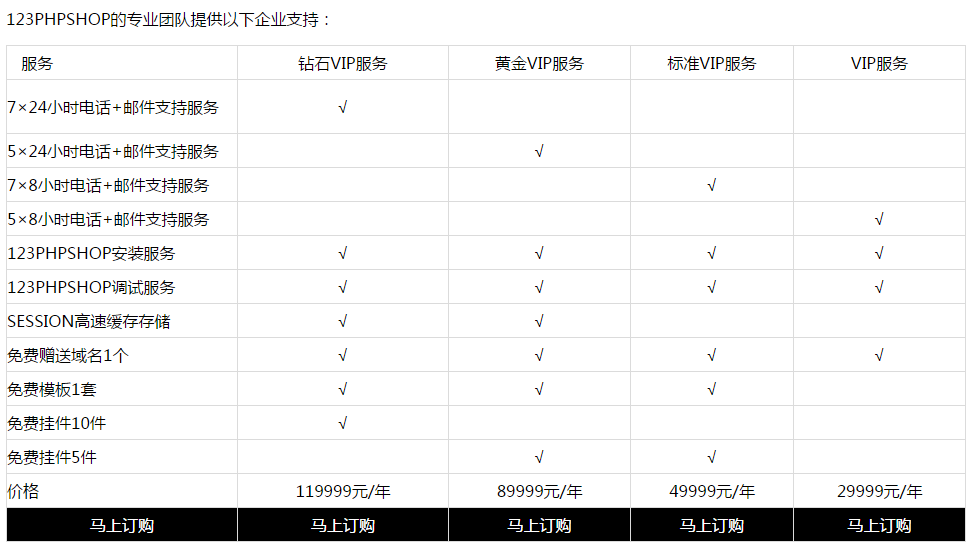 123PHPSHOP的专业团队提供以下企业支持：
服务 钻石VIP服务 黄金VIP服务 标准VIP服务 VIP服务
7×24小时电话+邮件支持服务 √
5×24小时电话+邮件支持服务 √
7×8小时电话+邮件支持服务 √
5×8小时电话+邮件支持服务 √
123PHPSHOP安装服务 √ √ √ √
123PHPSHOP调试服务 √ √ √ √
SESSION高速缓存存储 √ √
免费赠送域名1个 √ √ √ √
免费模板1套 √ √ √
免费挂件10件 √
免费挂件5件 √ √
价格 119999元/年 89999元/年 49999元/年 29999元/年
马上订购 马上订购 马上订购 马上订购 马上订购